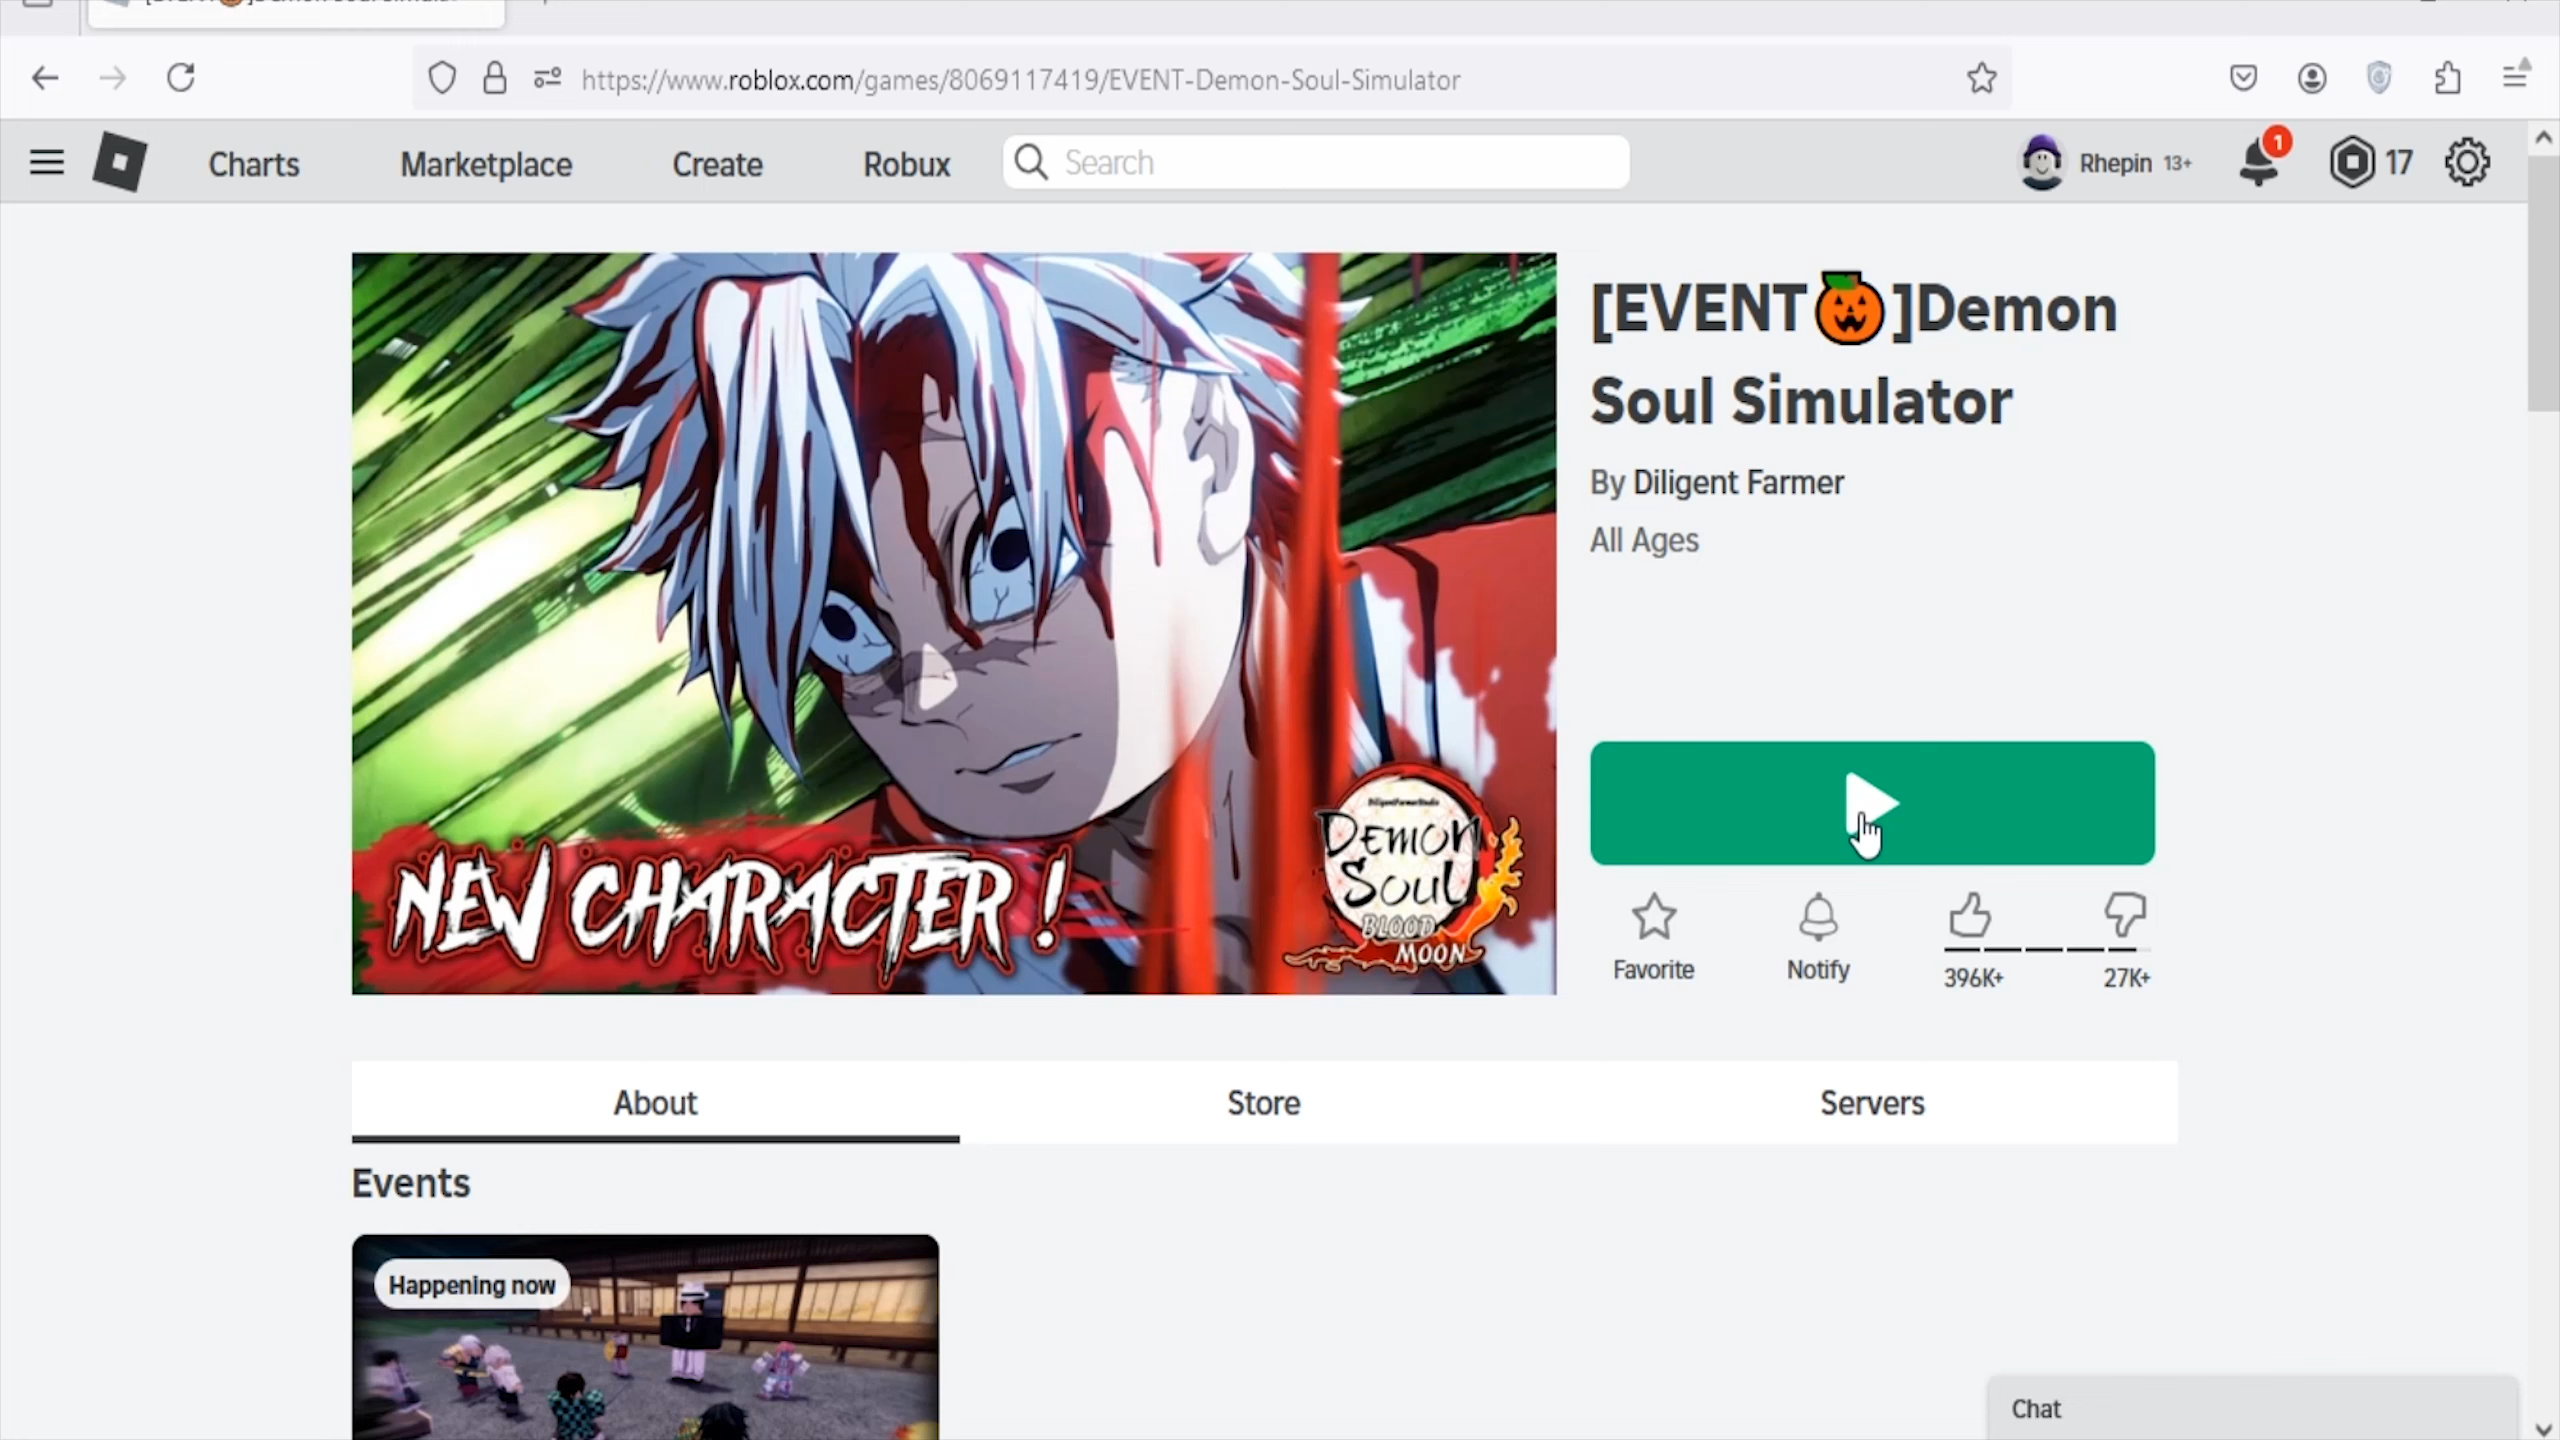 https://www.roblox.com/games/8069117419/EVENT-Demon-Soul-Simulator
Charts
Marketplace
Create
Robux
Search
Rhepin 13+
1
17
[EVENT🎃]Demon
Soul Simulator
By Diligent Farmer
All Ages
NEW CHARACTER !
DEMON
SOUL
BLOOD
MOON
Favorite
Notify
396K+
27K+
About
Store
Servers
Events
Happening now
Chat